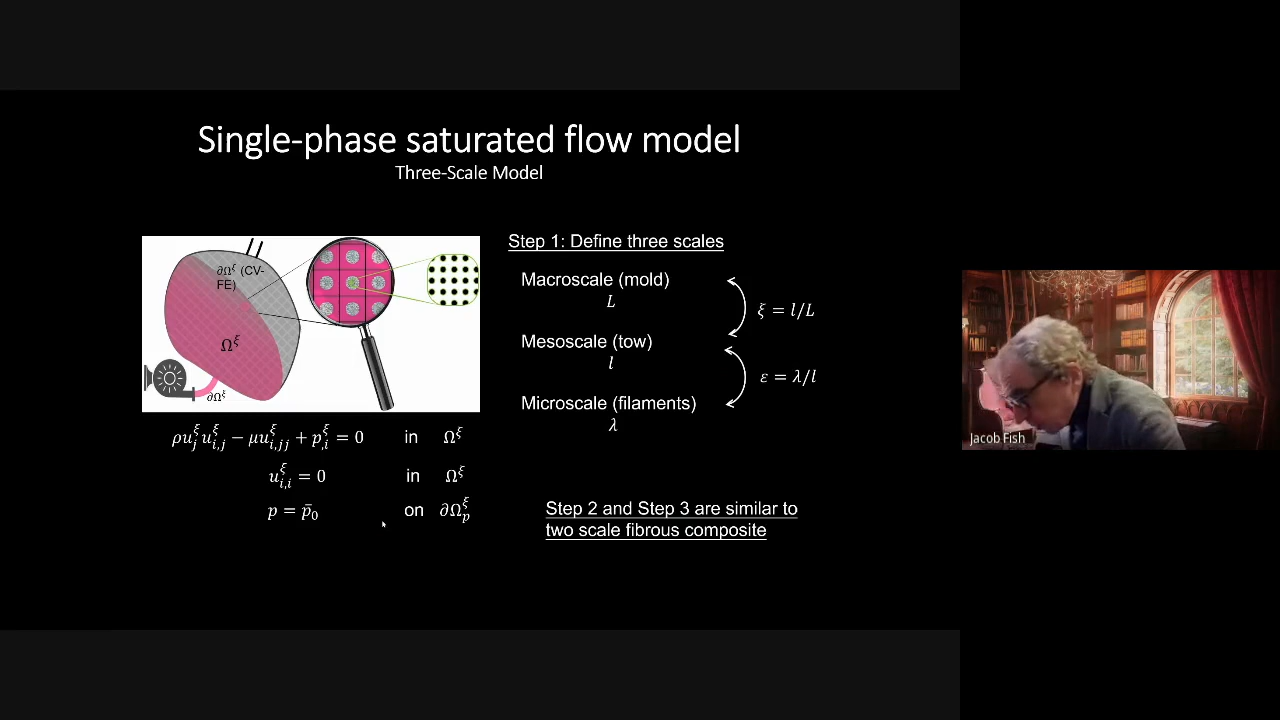 Single-phase saturated flow model
Three-Scale Model
∂Ω^ξ (CV-
FE)
Ω^ξ
∂Ω^ξ
ρu_j^ξ u_{i,j}^ξ − μu_{i,jj}^ξ + p_{,i}^ξ = 0 in Ω^ξ
u_{i,i}^ξ = 0 in Ω^ξ
p = p̄_0 on ∂Ω_p^ξ
Step 1: Define three scales
Macroscale (mold)
L
ξ = l/L
Mesoscale (tow)
l
ε = λ/l
Microscale (filaments)
λ
Step 2 and Step 3 are similar to
two scale fibrous composite
Jacob Fish